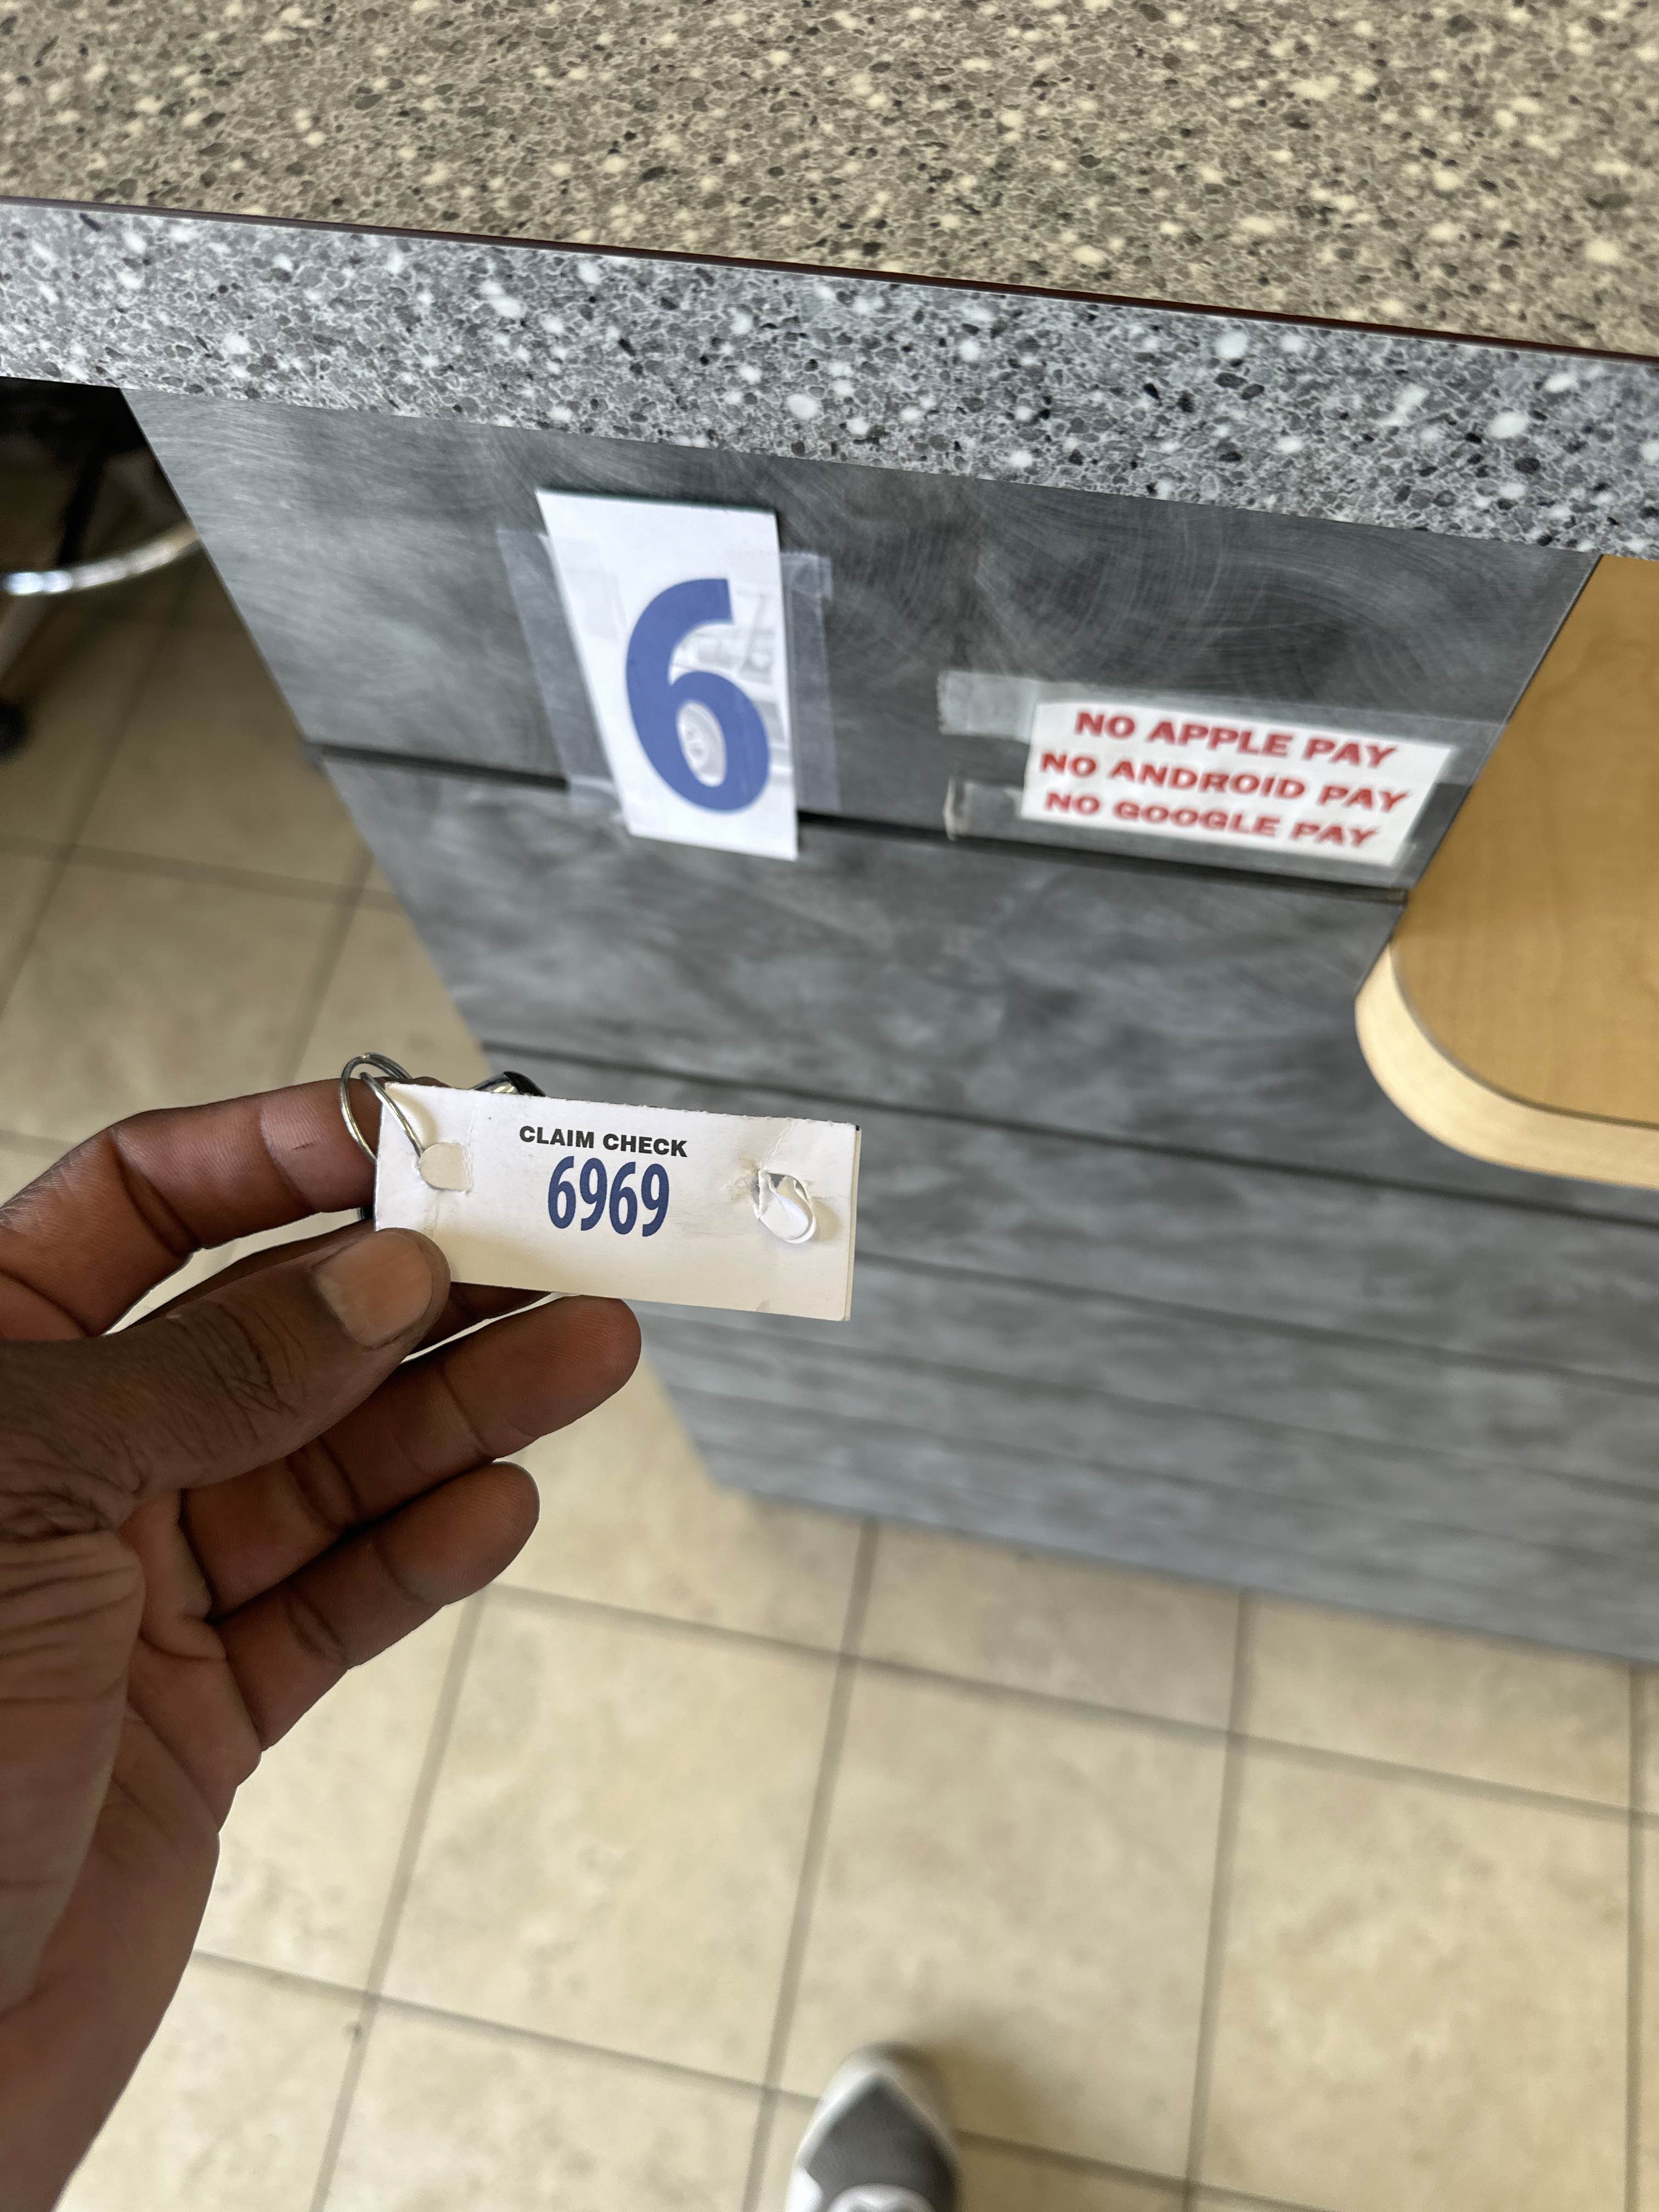 6
NO APPLE PAY
NO ANDROID PAY
NO GOOGLE PAY
CLAIM CHECK
6969